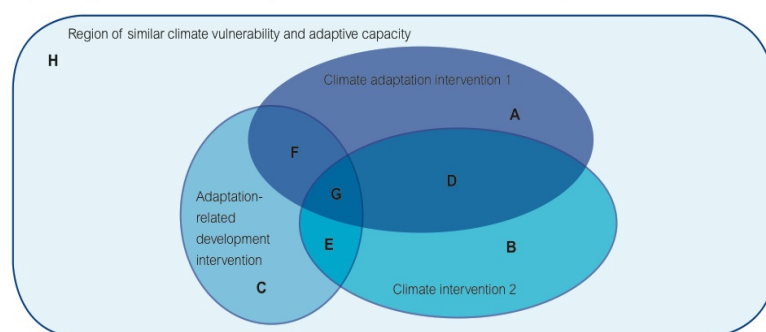 Region of similar climate vulnerability and adaptive capacity
H
Climate adaptation intervention 1
A
F
D
G
Adaptation-
related
development
intervention
E
B
C
Climate intervention 2